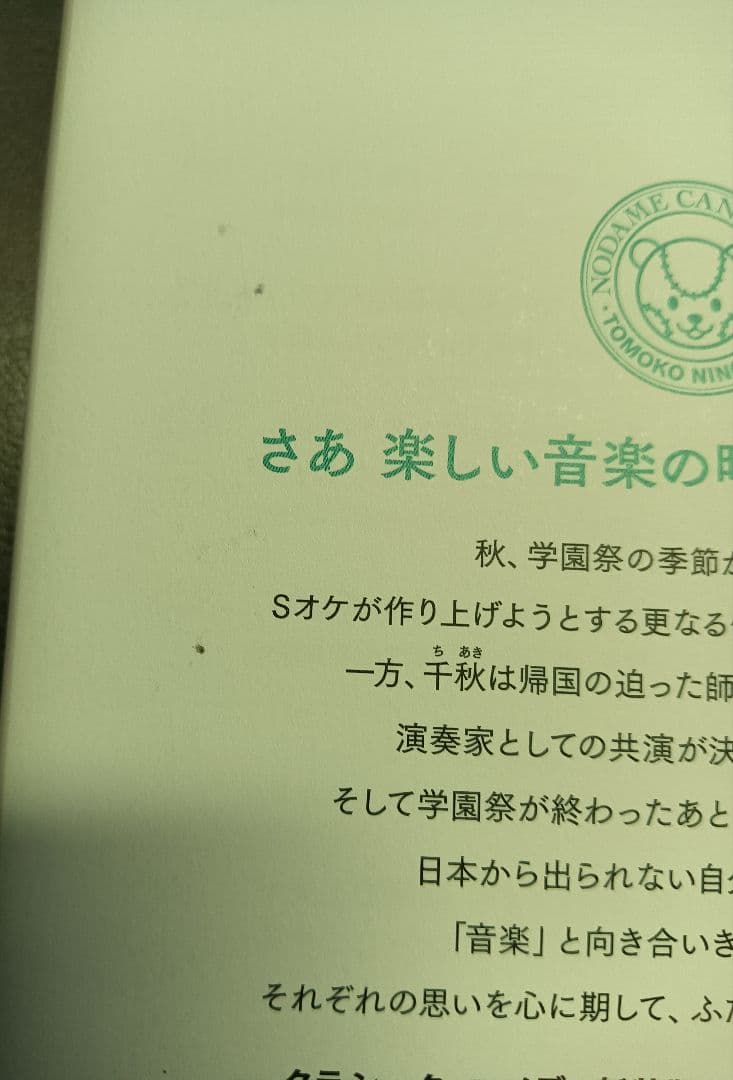 NODAME CAN
TOMOKO NIN
さあ 楽しい音楽の
秋、学園祭の季節が
Sオケが作り上げようとする更なる
一方、千秋は帰国の迫った師
ち あき
演奏家としての共演が決
そして学園祭が終わったあと
日本から出られない自分
「音楽」と向き合いき
それぞれの思いを心に期して、ふた